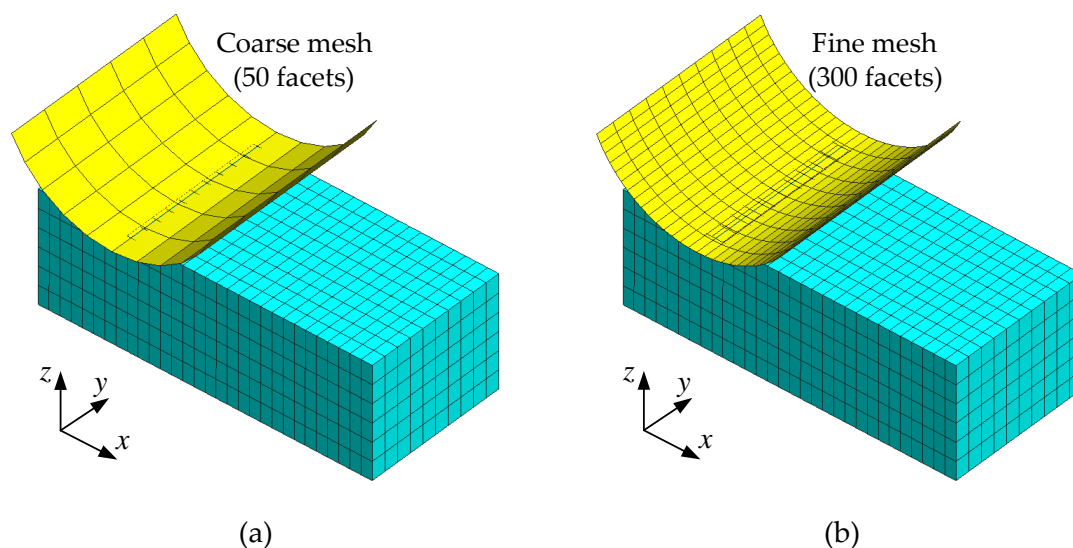 Coarse mesh
(50 facets)
z
y
x
(a)
Fine mesh
(300 facets)
z
y
x
(b)